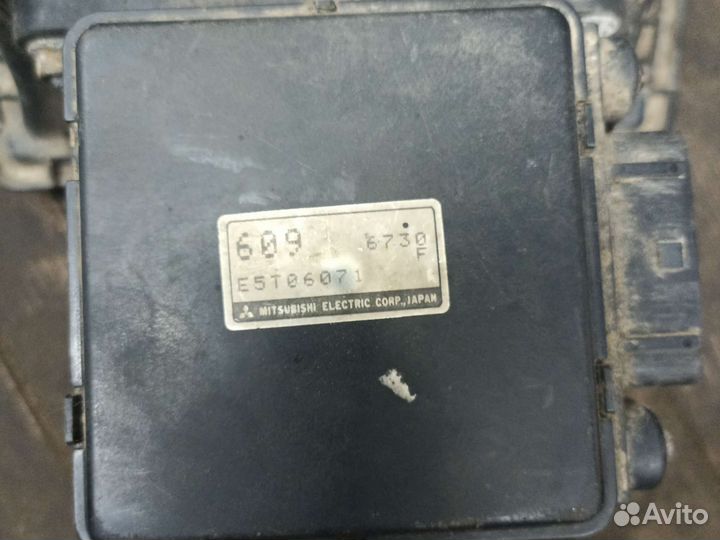 609 6730
F
E5T06071
MITSUBISHI ELECTRIC CORP., JAPAN
Avito